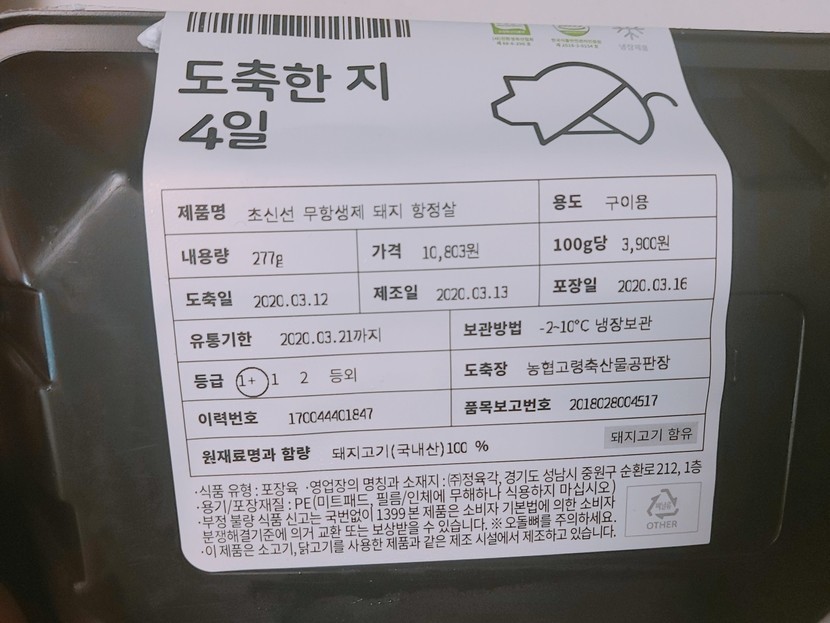 냉장제품
도축한 지
4일
제품명 초신선 무항생제 돼지 항정살 용도 구이용
내용량 277g 가격 10,803원 100g당 3,900원
도축일 2020.03.12 제조일 2020.03.13 포장일 2020.03.16
유통기한 2020.03.21까지 보관방법 -2~10°C 냉장보관
등급 1+ 1 2 등외 도축장 농협고령축산물공판장
이력번호 170044401847 품목보고번호 2018028004517
원재료명과 함량 돼지고기(국내산)100 % 돼지고기 함유
·식품 유형 : 포장육 ·영업장의 명칭과 소재지 : ㈜정육각, 경기도 성남시 중원구 순환로 212, 1층
·용기/포장재질 : PE(미트패드, 필름/인체에 무해하나 식용하지 마십시오)
·부정 불량 식품 신고는 국번없이 1399 본 제품은 소비자 기본법에 의한 소비자
분쟁해결기준에 의거 교환 또는 보상받을 수 있습니다. ※ 오돌뼈를 주의하세요.
·이 제품은 소고기, 닭고기를 사용한 제품과 같은 제조 시설에서 제조하고 있습니다.
OTHER